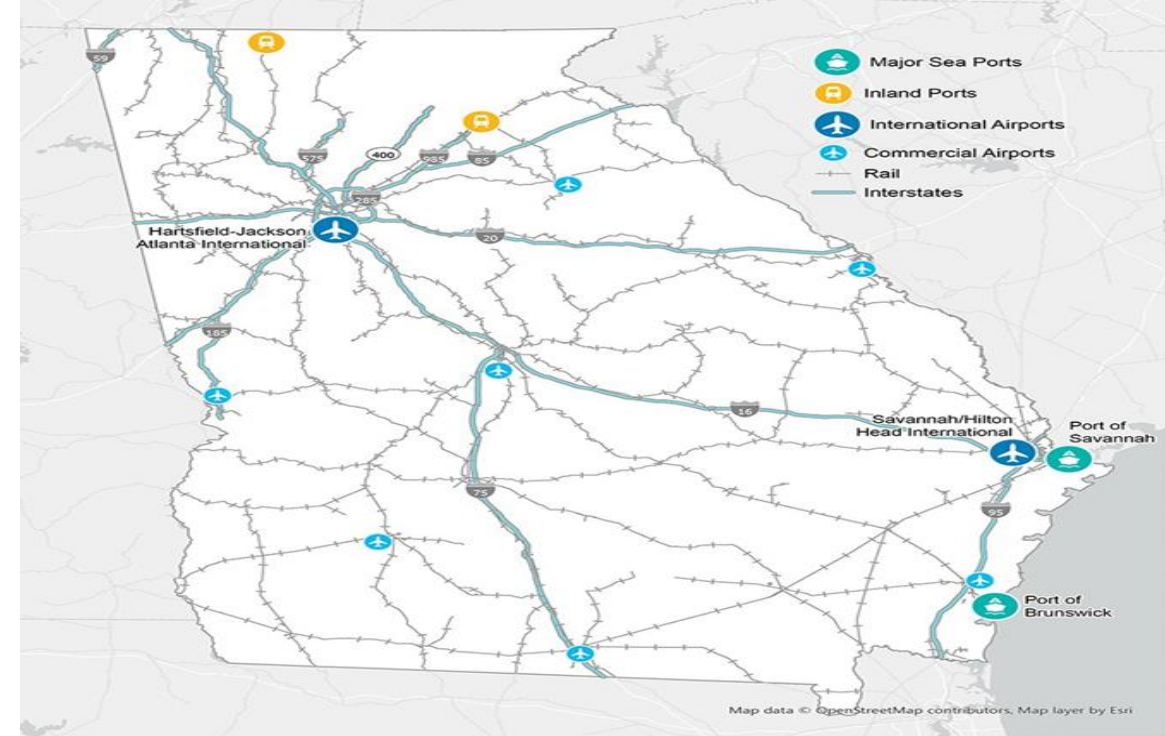 59
Major Sea Ports
Inland Ports
International Airports
Commercial Airports
Rail
Interstates
575
400
985
85
285
Hartsfield-Jackson
Atlanta International
20
185
16
Savannah/Hilton
Head International
Port of
Savannah
75
95
Port of
Brunswick
Map data © OpenStreetMap contributors, Map layer by Esri